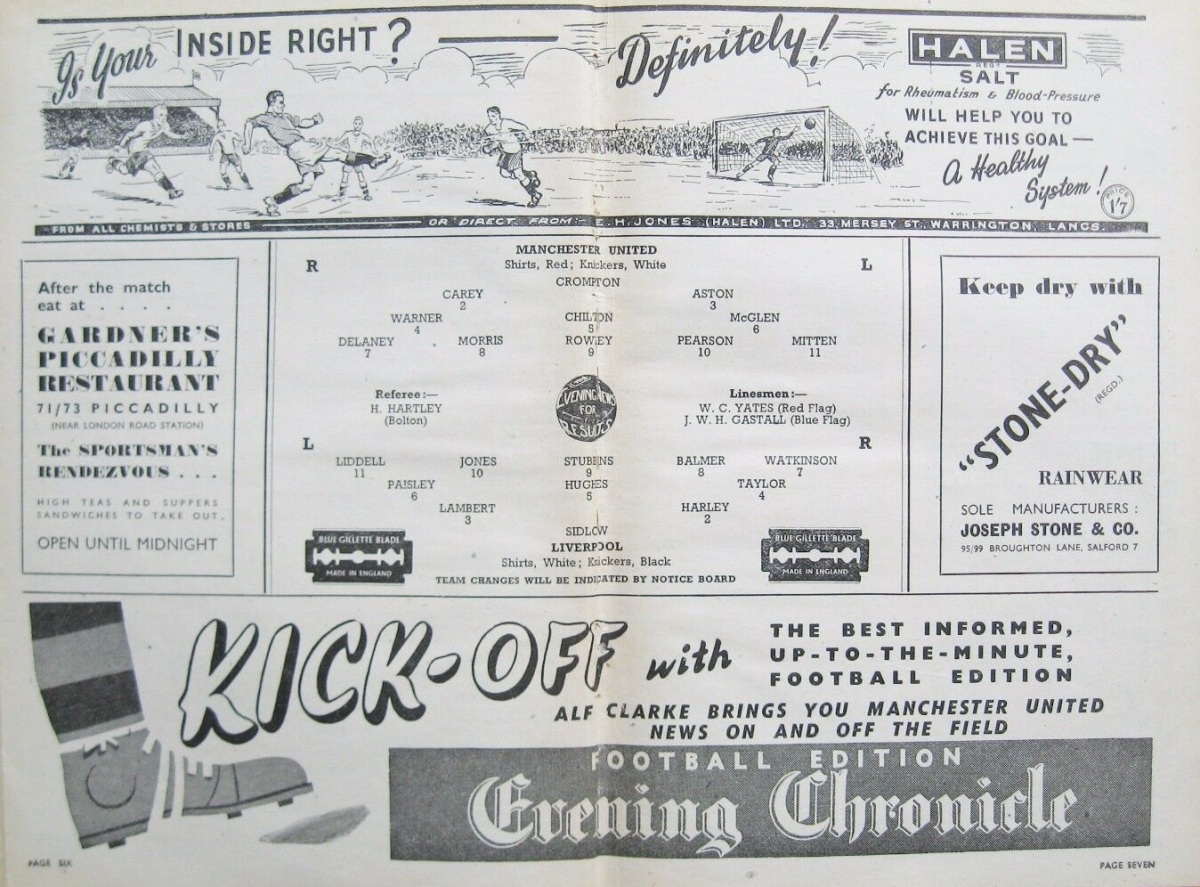 Is Your INSIDE RIGHT?
Definitely!
HALEN
REGD
SALT
for Rheumatism & Blood-Pressure
WILL HELP YOU TO
ACHIEVE THIS GOAL —
A Healthy
System!
PRICE
1/7
FROM ALL CHEMISTS & STORES
OR DIRECT FROM:- E.H. JONES (HALEN) LTD. 33, MERSEY ST. WARRINGTON, LANCS.
After the match
eat at . . . .
GARDNER'S
PICCADILLY
RESTAURANT
71/73 PICCADILLY
(NEAR LONDON ROAD STATION)
The SPORTSMAN'S
RENDEZVOUS . . .
HIGH TEAS AND SUPPERS
SANDWICHES TO TAKE OUT.
OPEN UNTIL MIDNIGHT
MANCHESTER UNITED
R Shirts, Red; Knickers, White L
CROMPTON
CAREY ASTON
2 3
WARNER CHILTON McGLEN
4 5 6
DELANEY MORRIS ROWLEY PEARSON MITTEN
7 8 9 10 11
Referee:— Linesmen:—
H. HARTLEY W. C. YATES (Red Flag)
(Bolton) J. W. H. GASTALL (Blue Flag)
EVENING NEWS
FOR
RESULTS
L R
LIDDELL JONES STUBBNS BALMER WATKINSON
11 10 9 8 7
PAISLEY HUGHES TAYLOR
6 5 4
LAMBERT HARLEY
3 2
SIDLOW
LIVERPOOL
Shirts, White; Knickers, Black
TEAM CHANGES WILL BE INDICATED BY NOTICE BOARD
BLUE GILLETTE BLADE
MADE IN ENGLAND
BLUE GILLETTE BLADE
MADE IN ENGLAND
Keep dry with
"STONE-DRY"
(REGD.)
RAINWEAR
SOLE MANUFACTURERS :
JOSEPH STONE & CO.
95/99 BROUGHTON LANE, SALFORD 7
KICK-OFF with
THE BEST INFORMED,
UP-TO-THE-MINUTE,
FOOTBALL EDITION
ALF CLARKE BRINGS YOU MANCHESTER UNITED
NEWS ON AND OFF THE FIELD
FOOTBALL EDITION
Evening Chronicle
PAGE SIX
PAGE SEVEN